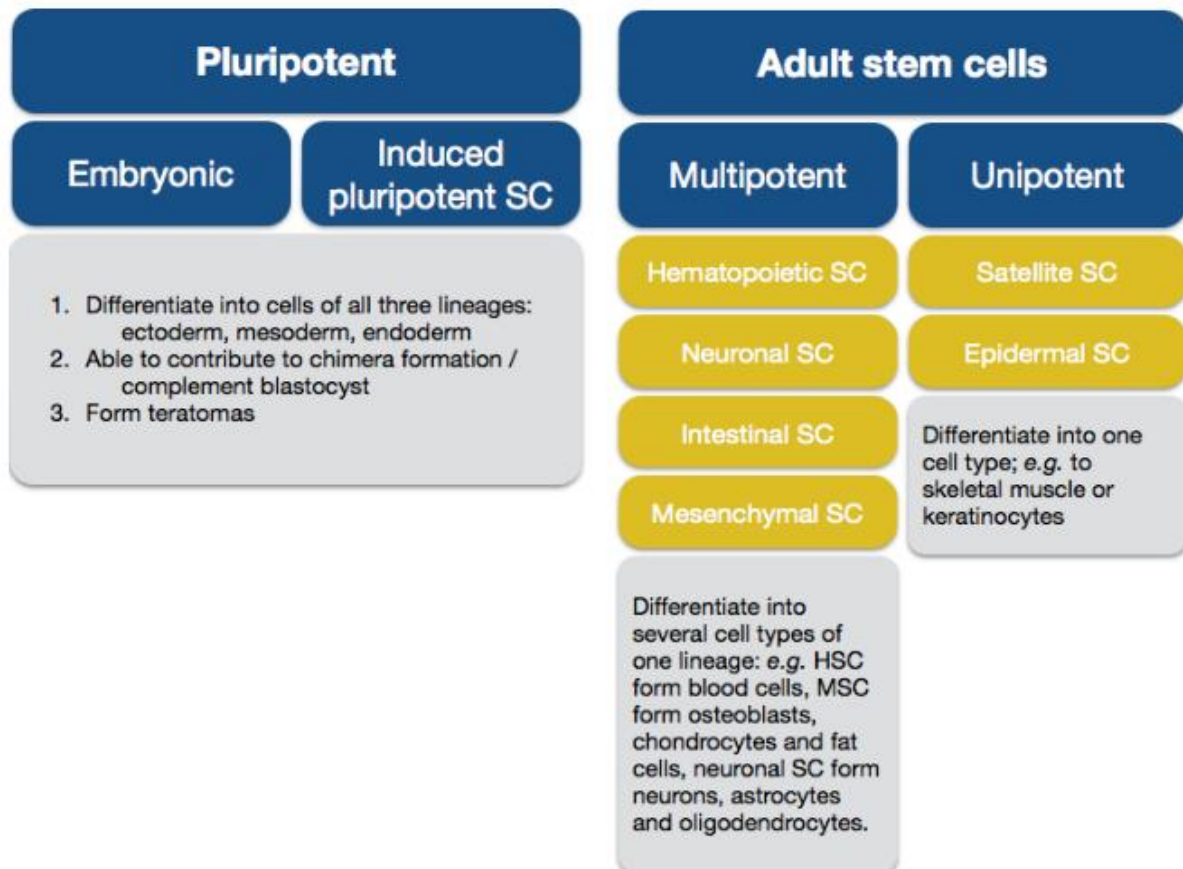 Pluripotent
Embryonic
Induced
pluripotent SC
1. Differentiate into cells of all three lineages:
ectoderm, mesoderm, endoderm
2. Able to contribute to chimera formation /
complement blastocyst
3. Form teratomas
Adult stem cells
Multipotent
Hematopoietic SC
Neuronal SC
Intestinal SC
Mesenchymal SC
Differentiate into
several cell types of
one lineage: e.g. HSC
form blood cells, MSC
form osteoblasts,
chondrocytes and fat
cells, neuronal SC form
neurons, astrocytes
and oligodendrocytes.
Unipotent
Satellite SC
Epidermal SC
Differentiate into one
cell type; e.g. to
skeletal muscle or
keratinocytes